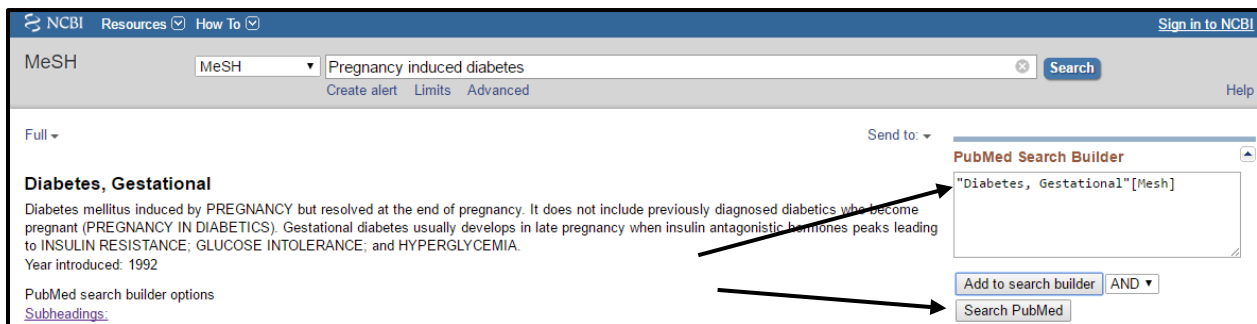 NCBI Resources How To Sign in to NCBI
MeSH MeSH Pregnancy induced diabetes Search
Create alert Limits Advanced Help
Full Send to:
PubMed Search Builder
"Diabetes, Gestational"[Mesh]
Diabetes, Gestational
Diabetes mellitus induced by PREGNANCY but resolved at the end of pregnancy. It does not include previously diagnosed diabetics who become
pregnant (PREGNANCY IN DIABETICS). Gestational diabetes usually develops in late pregnancy when insulin antagonistic hormones peaks leading
to INSULIN RESISTANCE; GLUCOSE INTOLERANCE; and HYPERGLYCEMIA.
Year introduced: 1992
PubMed search builder options
Subheadings:
Add to search builder AND
Search PubMed